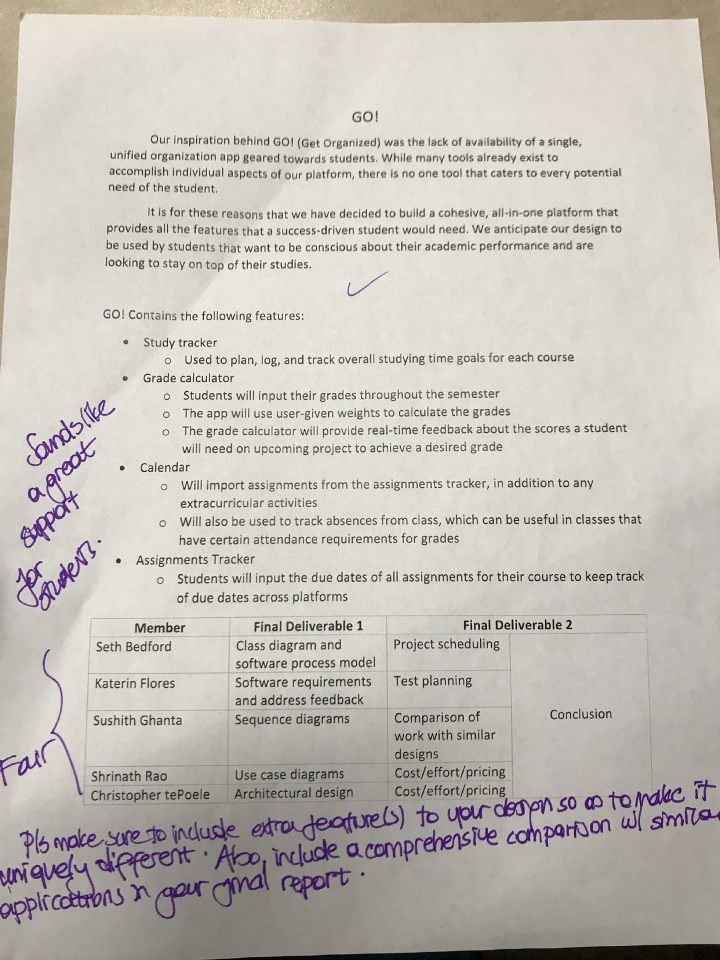 GO!
Our inspiration behind GO! (Get Organized) was the lack of availability of a single,
unified organization app geared towards students. While many tools already exist to
accomplish individual aspects of our platform, there is no one tool that caters to every potential
need of the student.
It is for these reasons that we have decided to build a cohesive, all-in-one platform that
provides all the features that a success-driven student would need. We anticipate our design to
be used by students that want to be conscious about their academic performance and are
looking to stay on top of their studies.
GO! Contains the following features:
• Study tracker
o Used to plan, log, and track overall studying time goals for each course
• Grade calculator
o Students will input their grades throughout the semester
o The app will use user-given weights to calculate the grades
o The grade calculator will provide real-time feedback about the scores a student
will need on upcoming project to achieve a desired grade
• Calendar
o Will import assignments from the assignments tracker, in addition to any
extracurricular activities
o Will also be used to track absences from class, which can be useful in classes that
have certain attendance requirements for grades
• Assignments Tracker
o Students will input the due dates of all assignments for their course to keep track
of due dates across platforms
Sounds like
a great
support
for
students.
Member Final Deliverable 1 Final Deliverable 2
Seth Bedford Class diagram and Project scheduling
software process model
Katerin Flores Software requirements Test planning
and address feedback
Sushith Ghanta Sequence diagrams Comparison of Conclusion
work with similar
designs
Shrinath Rao Use case diagrams Cost/effort/pricing
Christopher tePoele Architectural design Cost/effort/pricing
Fair
Pls make sure to include extra feature(s) to your design so as to make it
uniquely different. Also, include a comprehensive comparison w/ similar
applications in your final report.